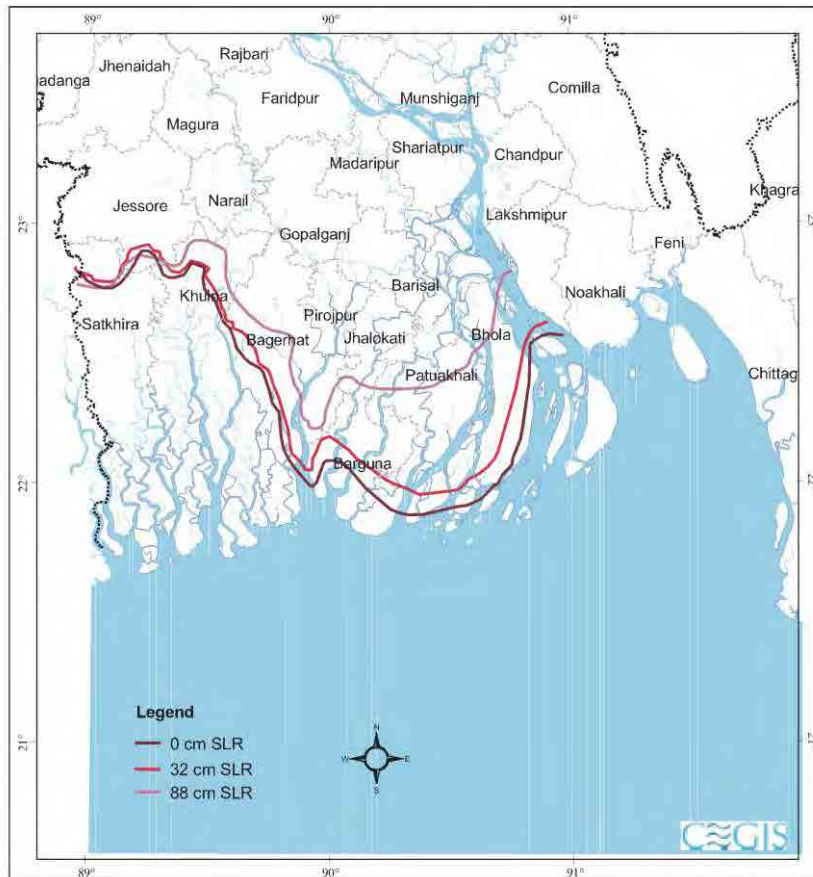 89° 90° 91°
Rajbari
Jhenaidah
adanga
Comilla
Faridpur
Munshiganj
Magura
Shariatpur
Chandpur
Madaripur
Khagra
Jessore
Narail
23°
Lakshmipur
Gopalganj
Feni
Barisal
Noakhali
Khulna
Pirojpur
Satkhira
Bagerhat
Jhalokati
Bhola
Patuakhali
Chittag
Barguna
22°
Legend
0 cm SLR
32 cm SLR
88 cm SLR
N
W E
S
21°
CEGIS
89° 90° 91°